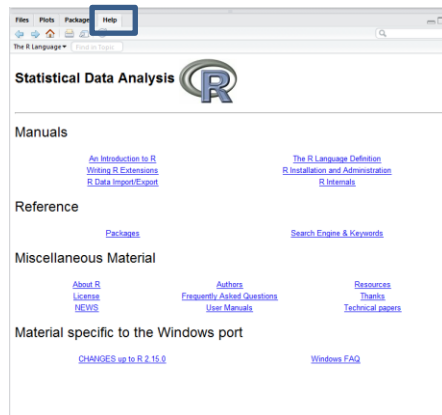 Files Plots Packages Help
The R Language Find in Topic
Statistical Data Analysis R
Manuals
An Introduction to R The R Language Definition
Writing R Extensions R Installation and Administration
R Data Import/Export R Internals
Reference
Packages Search Engine & Keywords
Miscellaneous Material
About R Authors Resources
License Frequently Asked Questions Thanks
NEWS User Manuals Technical papers
Material specific to the Windows port
CHANGES up to R 2.15.0 Windows FAQ